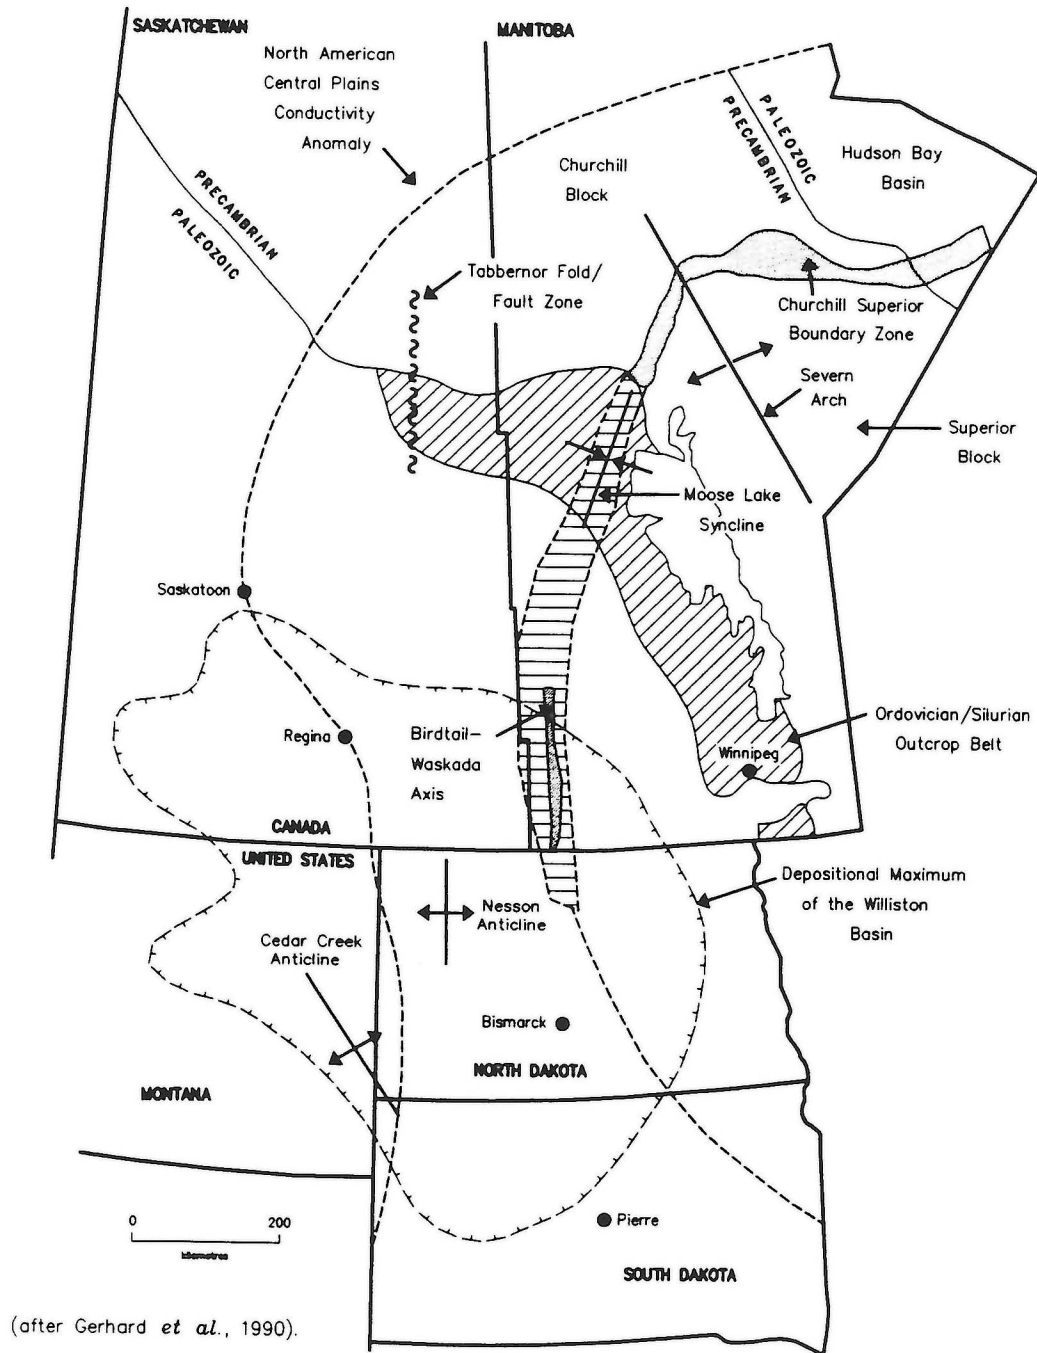 SASKATCHEWAN
MANITOBA
North American
Central Plains
Conductivity
Anomaly
PALEOZOIC
PRECAMBRIAN
Churchill
Block
Hudson Bay
Basin
PRECAMBRIAN
PALEOZOIC
Tabbernor Fold/
Fault Zone
Churchill Superior
Boundary Zone
Severn
Arch
Superior
Block
Moose Lake
Syncline
Saskatoon
Regina
Birdtail–
Waskada
Axis
Ordovician/Silurian
Outcrop Belt
Winnipeg
CANADA
UNITED STATES
Depositional Maximum
of the Williston
Basin
Nesson
Anticline
Cedar Creek
Anticline
Bismarck
NORTH DAKOTA
MONTANA
0 200
kilometres
Pierre
SOUTH DAKOTA
(after Gerhard et al., 1990).